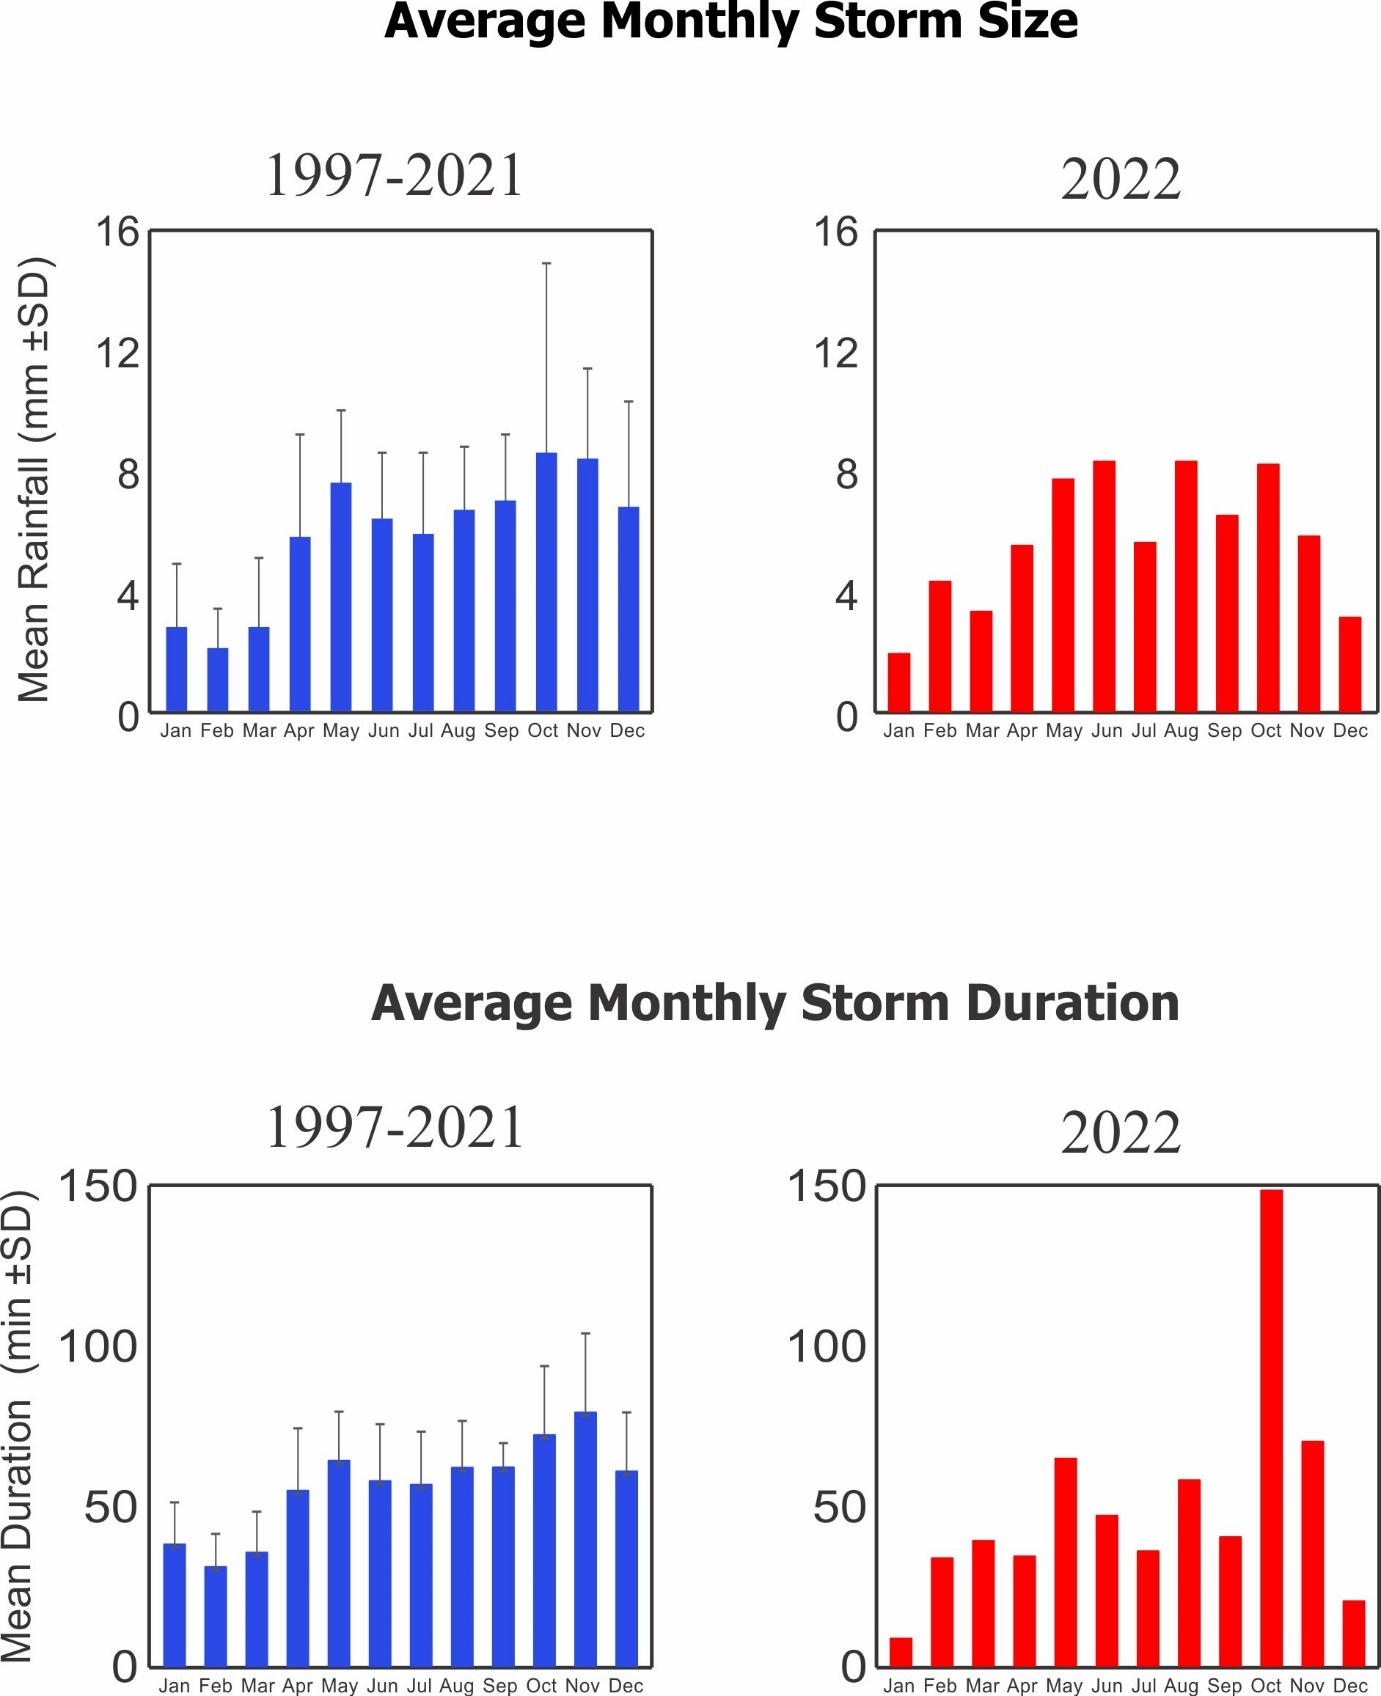 Average Monthly Storm Size
1997-2021
2022
Mean Rainfall (mm ±SD)
16
12
8
4
0
Jan Feb Mar Apr May Jun Jul Aug Sep Oct Nov Dec
16
12
8
4
0
Jan Feb Mar Apr May Jun Jul Aug Sep Oct Nov Dec
Average Monthly Storm Duration
1997-2021
2022
Mean Duration (min ±SD)
150
100
50
0
Jan Feb Mar Apr May Jun Jul Aug Sep Oct Nov Dec
150
100
50
0
Jan Feb Mar Apr May Jun Jul Aug Sep Oct Nov Dec